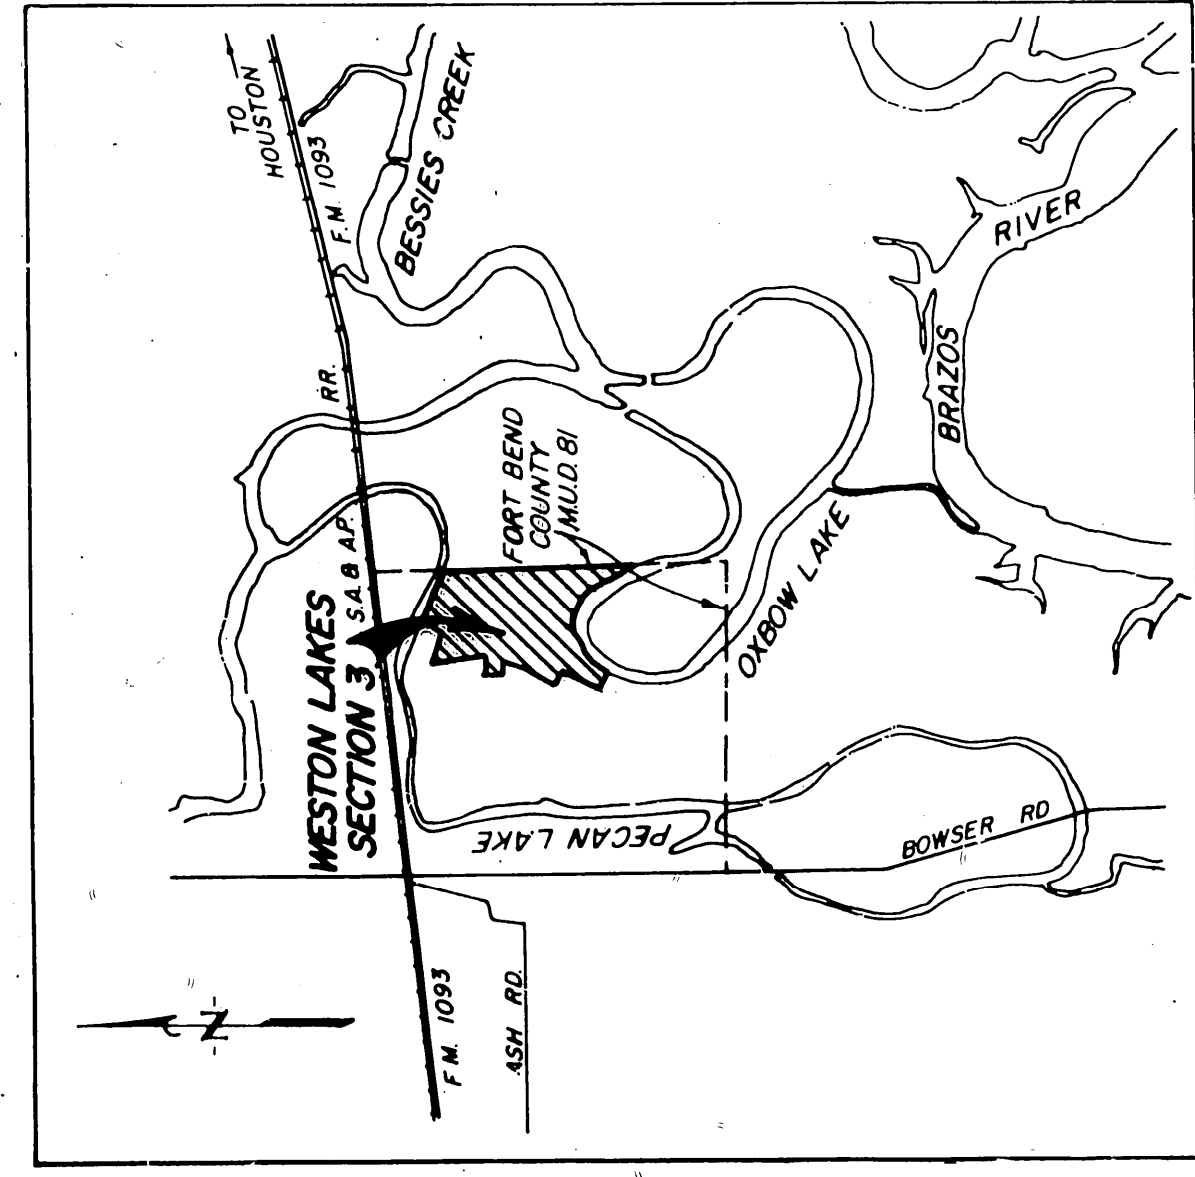 TO
HOUSTON
F.M. 1093
BESSIES CREEK
RR.
S.A. & A.P.
FORT BEND
COUNTY
M.U.D. 81
RIVER
BRAZOS
OXBOW LAKE
WESTON LAKES
SECTION 3
PECAN LAKE
BOWSER RD
F.M. 1093
ASH RD.
N